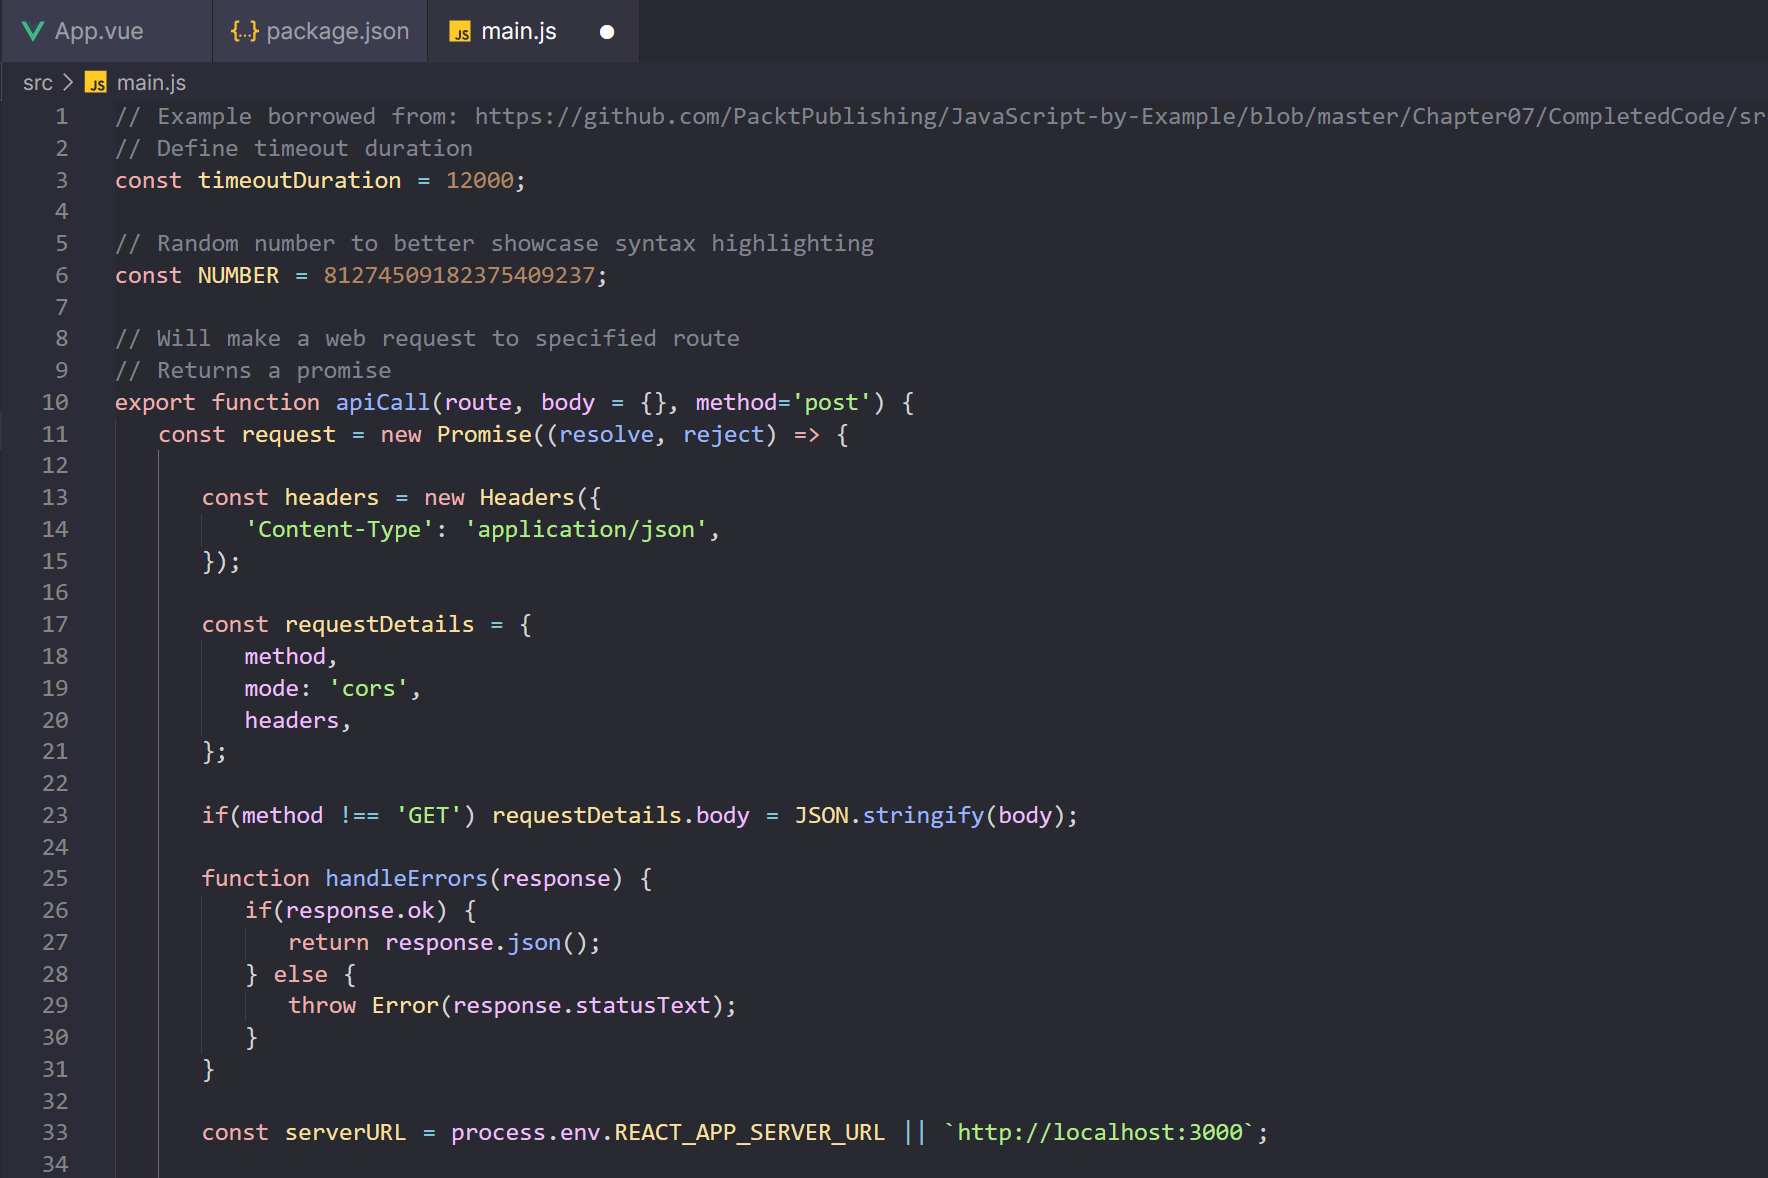 App.vue {...} package.json JS main.js
src > JS main.js
1 // Example borrowed from: https://github.com/PacktPublishing/JavaScript-by-Example/blob/master/Chapter07/CompletedCode/sr
2 // Define timeout duration
3 const timeoutDuration = 12000;
4
5 // Random number to better showcase syntax highlighting
6 const NUMBER = 81274509182375409237;
7
8 // Will make a web request to specified route
9 // Returns a promise
10 export function apiCall(route, body = {}, method='post') {
11 const request = new Promise((resolve, reject) => {
12
13 const headers = new Headers({
14 'Content-Type': 'application/json',
15 });
16
17 const requestDetails = {
18 method,
19 mode: 'cors',
20 headers,
21 };
22
23 if(method !== 'GET') requestDetails.body = JSON.stringify(body);
24
25 function handleErrors(response) {
26 if(response.ok) {
27 return response.json();
28 } else {
29 throw Error(response.statusText);
30 }
31 }
32
33 const serverURL = process.env.REACT_APP_SERVER_URL || `http://localhost:3000`;
34